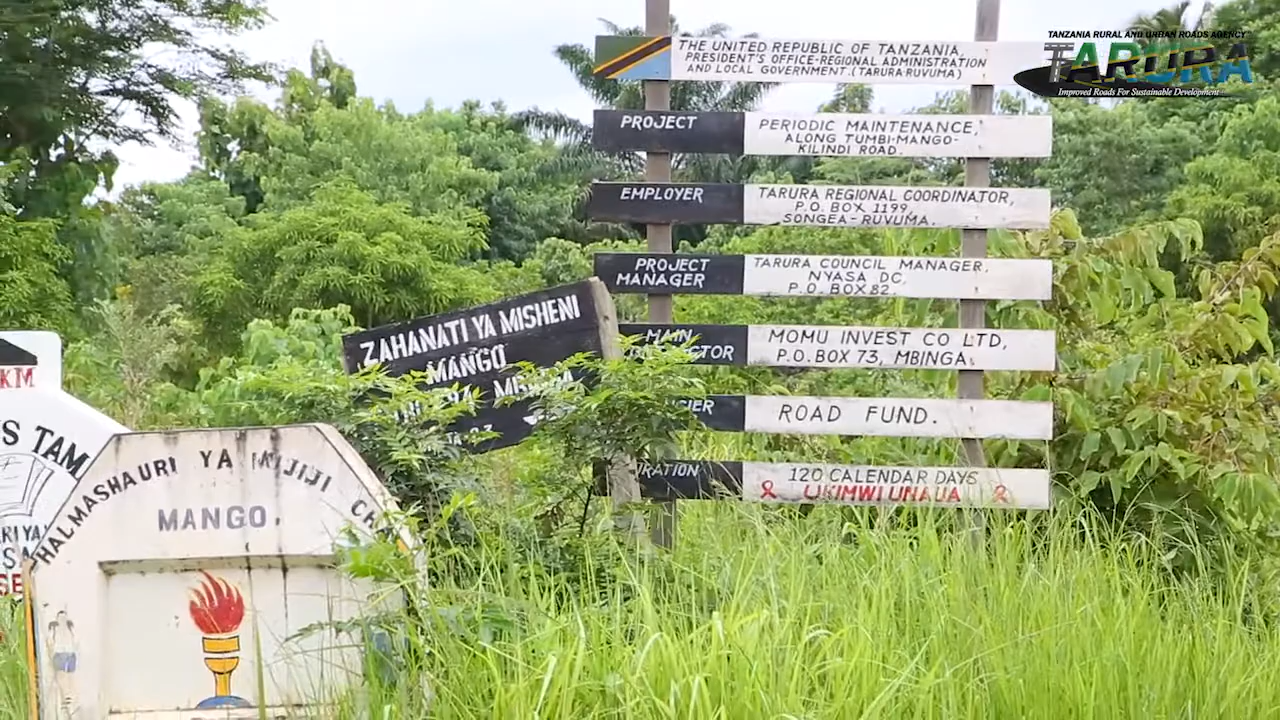 TANZANIA RURAL AND URBAN ROADS AGENCY
TARURA
Improved Roads For Sustainable Development
THE UNITED REPUBLIC OF TANZANIA,
PRESIDENT'S OFFICE-REGIONAL ADMINISTRATION
AND LOCAL GOVERNMENT.(TARURA-RUVUMA)
PROJECT
PERIODIC MAINTENANCE,
ALONG TUMBI-MANGO-
KILINDI ROAD.
EMPLOYER
TARURA REGIONAL COORDINATOR,
P.O. BOX 1199,
SONGEA-RUVUMA.
PROJECT
MANAGER
TARURA COUNCIL MANAGER,
NYASA DC,
P.O. BOX 82,
MAIN
MOMU INVEST CO LTD,
P.O.BOX 73, MBINGA.
ROAD FUND.
120 CALENDAR DAYS
UKIMWI UNAUA
ZAHANATI YA MISHENI
MANGO
KM
HALMASHAURI YA MJIJI
MANGO.